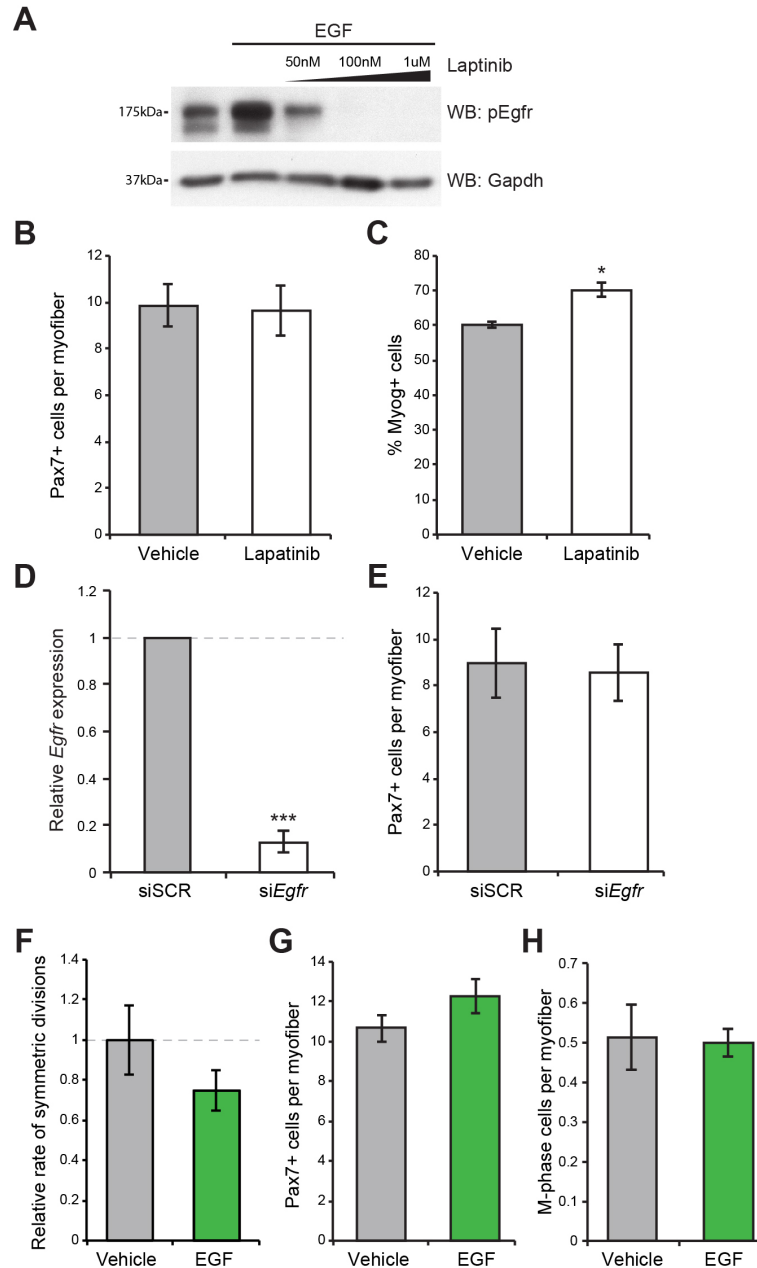 A
EGF
50nM 100nM 1uM Laptinib
175kDa- WB: pEgfr
37kDa- WB: Gapdh
B
Pax7+ cells per myofiber
12
10
8
6
4
2
0
Vehicle Lapatinib
C
% Myog+ cells
80
70
60
50
40
30
20
10
0
*
Vehicle Lapatinib
D
Relative Egfr expression
1.2
1
0.8
0.6
0.4
0.2
0
***
siSCR siEgfr
E
Pax7+ cells per myofiber
12
10
8
6
4
2
0
siSCR siEgfr
F
Relative rate of symmetric divisions
1.4
1.2
1
0.8
0.6
0.4
0.2
0
Vehicle EGF
G
Pax7+ cells per myofiber
14
12
10
8
6
4
2
0
Vehicle EGF
H
M-phase cells per myofiber
0.7
0.6
0.5
0.4
0.3
0.2
0.1
0
Vehicle EGF